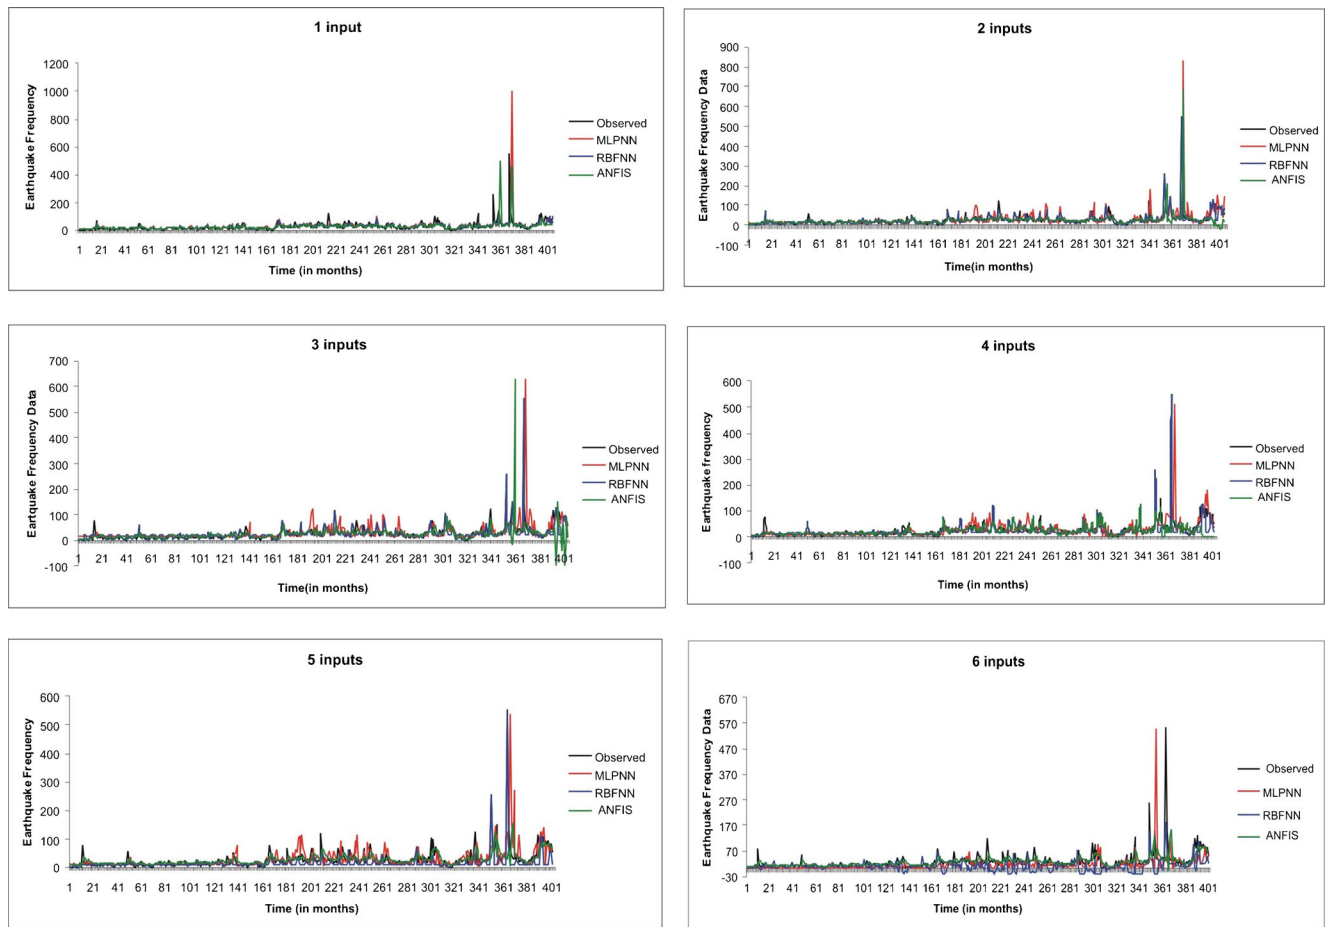 1 input
Earthquake Frequency
1200
1000
800
600
400
200
0
1 21 41 61 81 101 121 161 181 201 221 241 261 281 301 321 361 381 401
Time (in months)
Observed
MLPNN
RBFNN
ANFIS
2 inputs
Earthquake Frequency Data
900
800
700
600
500
400
300
200
100
0
-100
1 21 41 61 81 101 121 141 161 181 201 221 241 261 281 301 321 341 361 381 401
Time(in months)
Observed
MLPNN
RBFNN
ANFIS
3 inputs
Eartquake Frequency Data
700
600
500
400
300
200
100
0
-100
1 21 41 61 81 101 121 141 161 181 201 221 241 261 281 301 321 341 361 381 401
Time(in months)
Observed
MLPNN
RBFNN
ANFIS
4 inputs
Earthquake frequency
600
500
400
300
200
100
0
-100
1 21 41 61 81 101 121 141 161 181 201 221 241 261 281 301 321 341 361 381 401
Time (in months)
Observed
MLPNN
RBFNN
ANFIS
5 inputs
Earthquake Frequency
600
500
400
300
200
100
0
1 21 41 61 81 101 121 141 161 181 201 221 241 261 281 301 321 341 361 381 401
Time (in months)
Observed
MLPNN
RBFNN
ANFIS
6 inputs
Earthquake Frequency Data
670
570
470
370
270
170
70
-30
1 21 41 61 81 101 121 141 161 181 201 221 241 261 281 301 321 341 361 381 401
Time (in months)
Observed
MLPNN
RBFNN
ANFIS